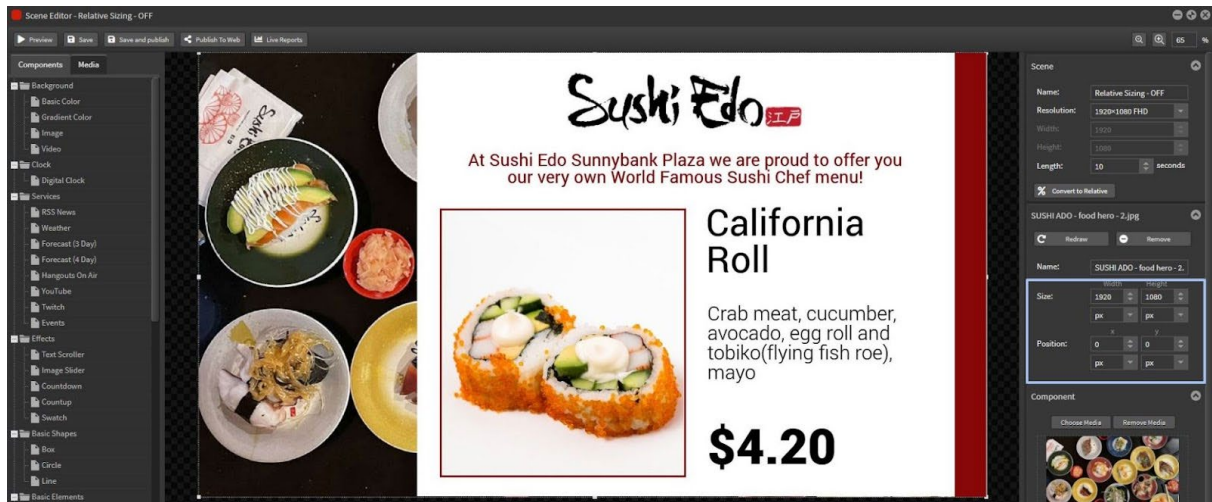 Scene Editor - Relative Sizing - OFF
Preview Save Save and publish Publish To Web Live Reports 65 %
Components Media
Background
Basic Color
Gradient Color
Image
Video
Clock
Digital Clock
Services
RSS News
Weather
Forecast (3 Day)
Forecast (4 Day)
Hangouts On Air
YouTube
Twitch
Events
Effects
Text Scroller
Image Slider
Countdown
Countup
Swatch
Basic Shapes
Box
Circle
Line
Basic Elements
Sushi Edo
Sushi Edo 江戸
At Sushi Edo Sunnybank Plaza we are proud to offer you
our very own World Famous Sushi Chef menu!
California
Roll
Crab meat, cucumber,
avocado, egg roll and
tobiko(flying fish roe),
mayo
$4.20
Scene
Name: Relative Sizing - OFF
Resolution: 1920×1080 FHD
Width: 1920
Height: 1080
Length: 10 seconds
% Convert to Relative
SUSHI ADO - food hero - 2.jpg
Redraw Remove
Name: SUSHI ADO - food hero - 2.
Width Height
Size: 1920 1080
px px
x y
Position: 0 0
px px
Component
Choose Media Remove Media